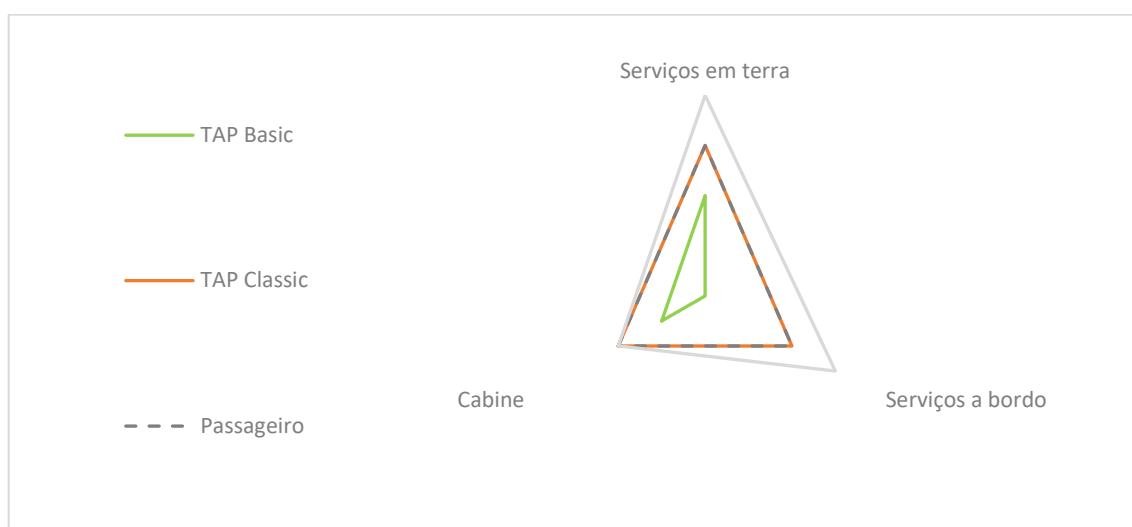 Serviços em terra
TAP Basic
TAP Classic
Cabine
Serviços a bordo
Passageiro